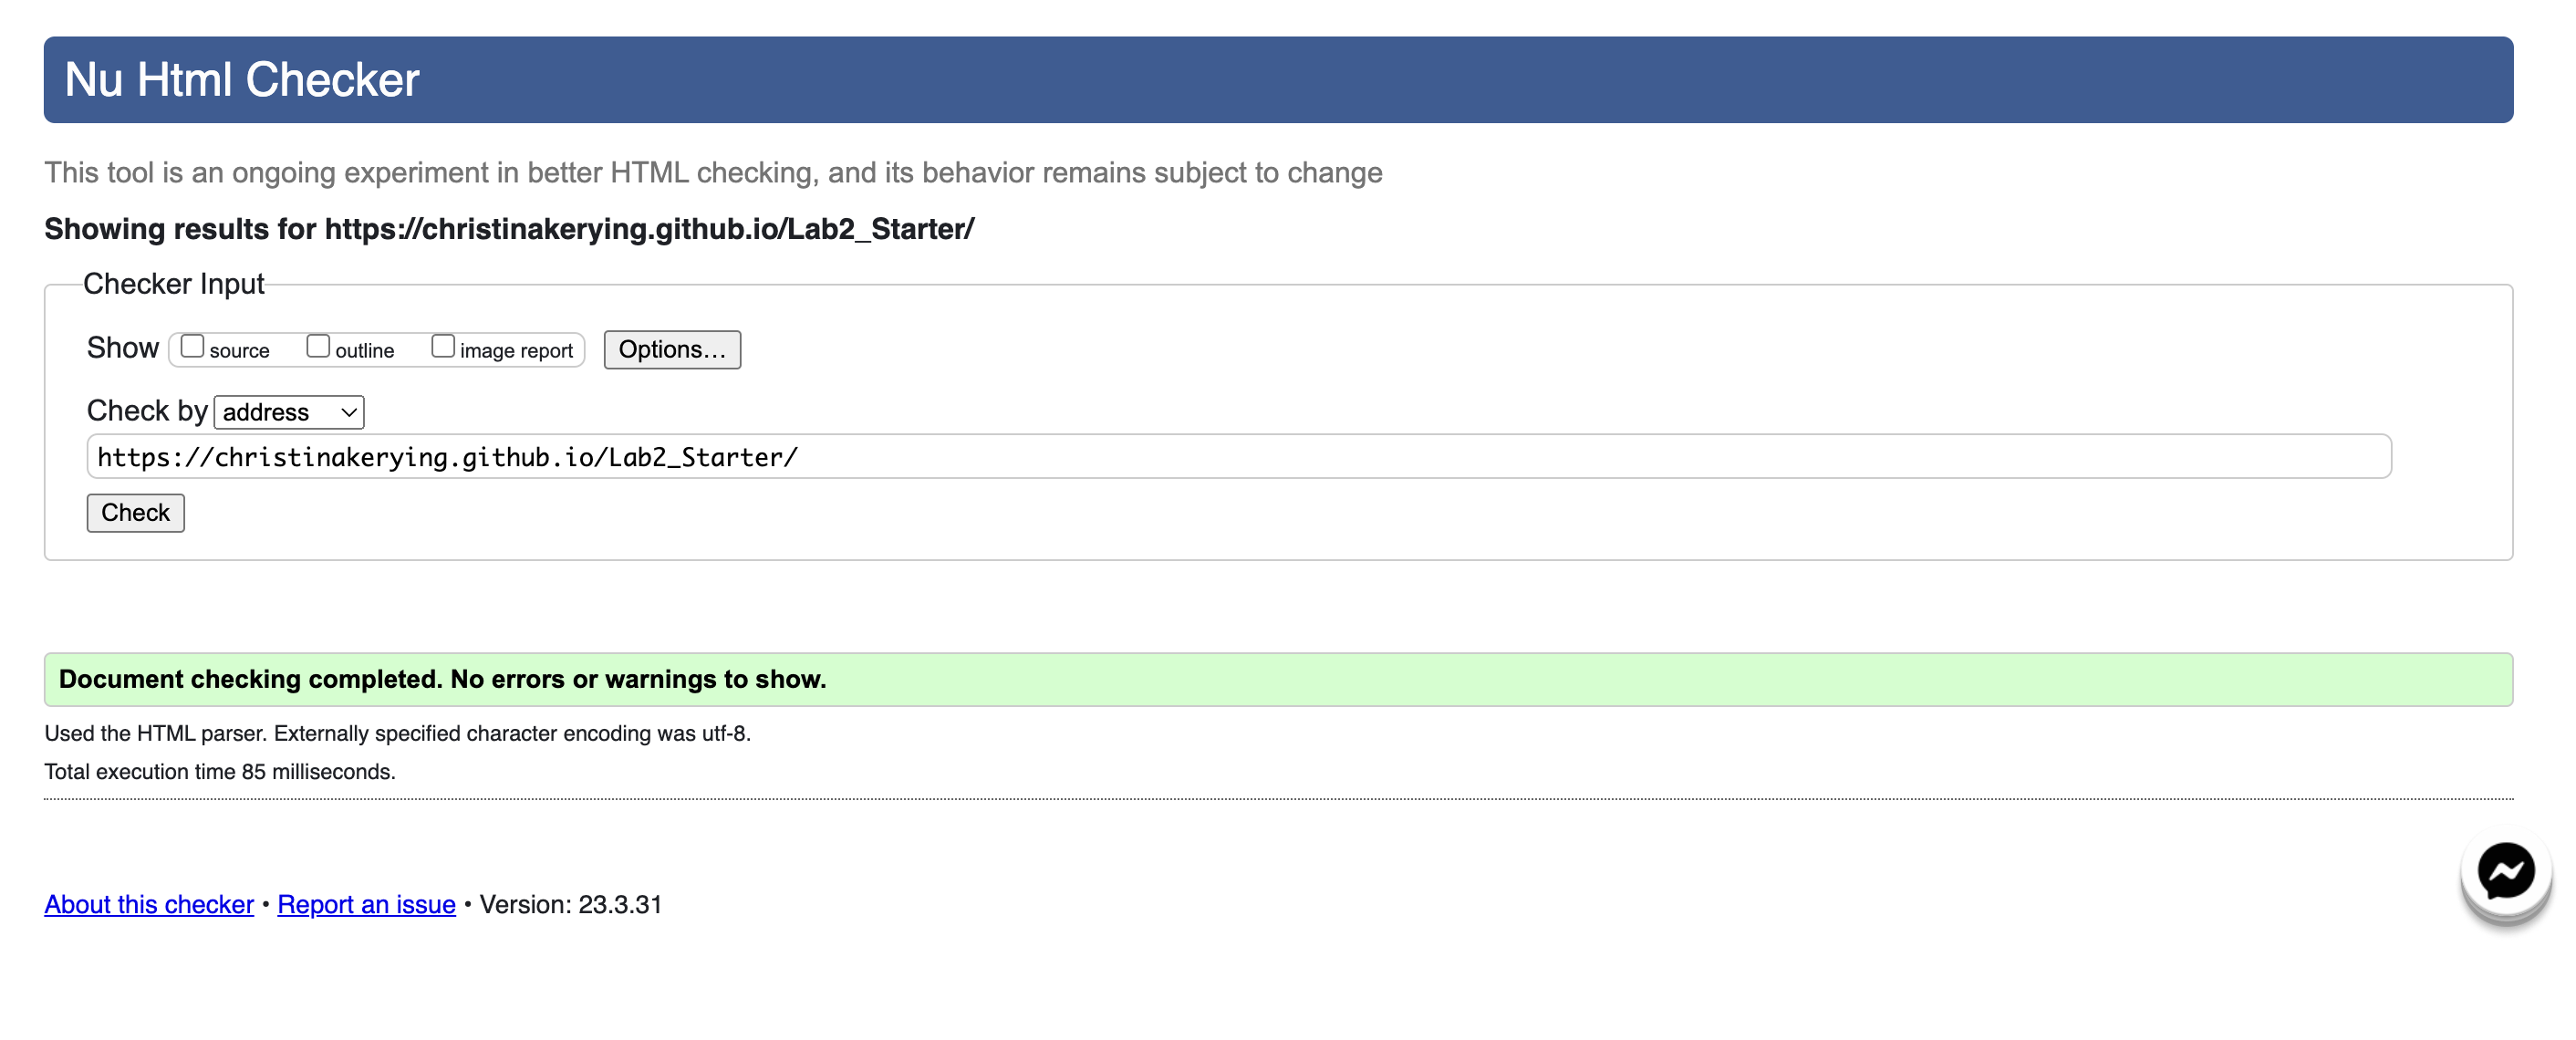 Nu Html Checker
This tool is an ongoing experiment in better HTML checking, and its behavior remains subject to change
Showing results for https://christinakerying.github.io/Lab2_Starter/
Checker Input
Show source outline image report Options...
Check by address
https://christinakerying.github.io/Lab2_Starter/
Check
Document checking completed. No errors or warnings to show.
Used the HTML parser. Externally specified character encoding was utf-8.
Total execution time 85 milliseconds.
About this checker • Report an issue • Version: 23.3.31